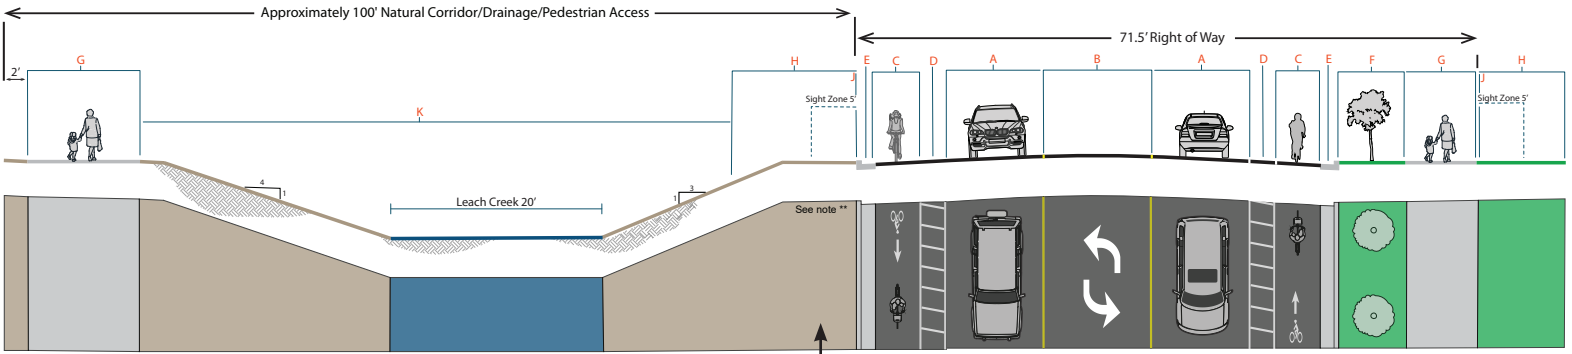 Approximately 100' Natural Corridor/Drainage/Pedestrian Access
71.5' Right of Way
2'
G
K
H
J
E
C
D
A
B
A
D
C
E
F
G
J
H
Sight Zone 5'
Sight Zone 5'
4
1
3
1
Leach Creek 20'
See note **